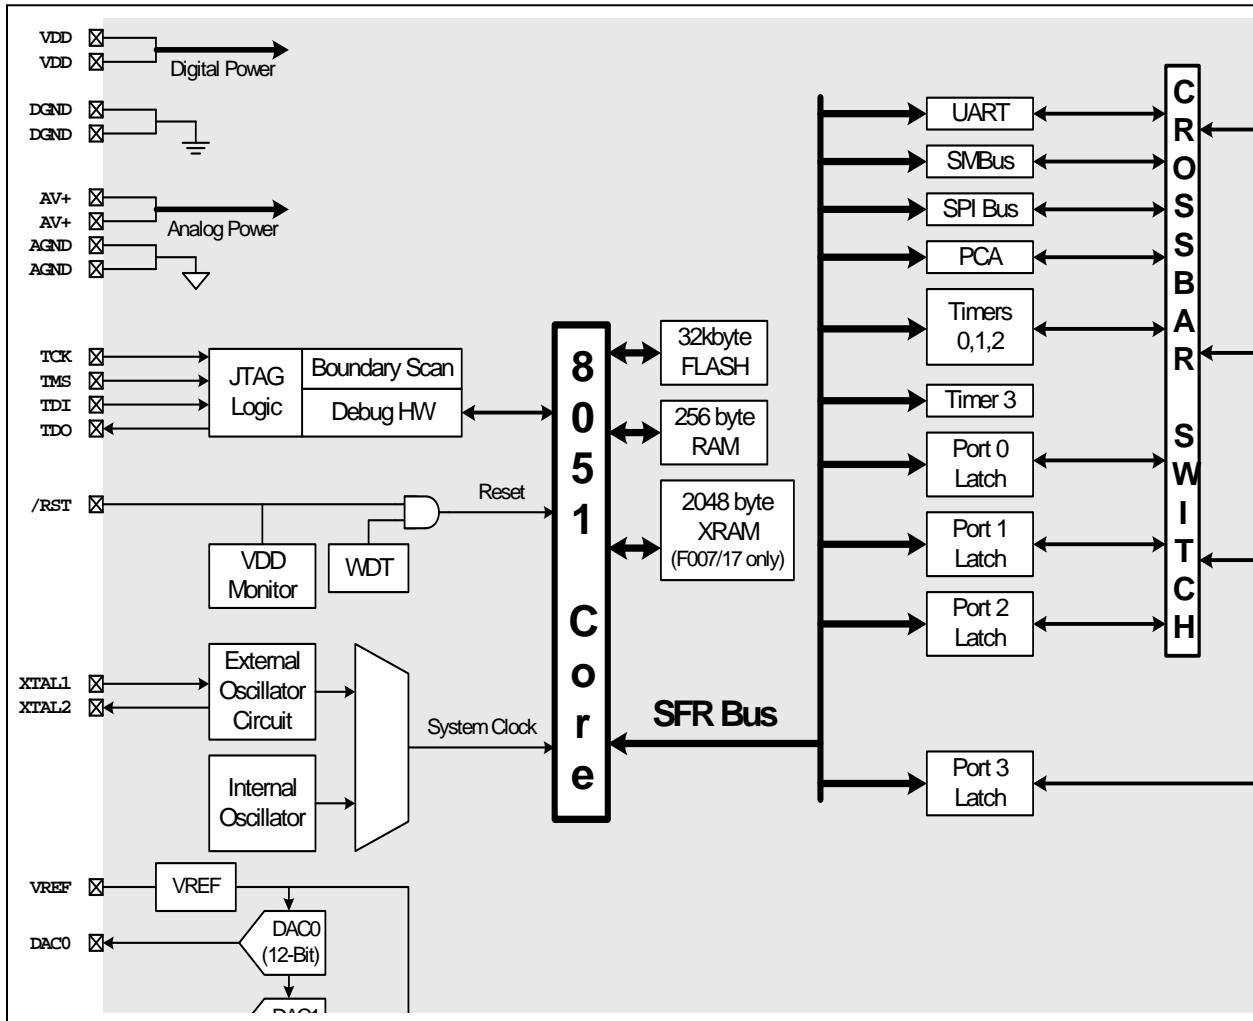 VDD
VDD
Digital Power
DGND
DGND
AV+
AV+
Analog Power
AGND
AGND
TCK
TMS
TDI
TDO
JTAG
Logic
Boundary Scan
Debug HW
/RST
Reset
VDD
Monitor
WDT
XTAL1
XTAL2
External
Oscillator
Circuit
System Clock
Internal
Oscillator
VREF
VREF
DAC0
DAC0
(12-Bit)
DAC1
8051 Core
32kbyte
FLASH
256 byte
RAM
2048 byte
XRAM
(F007/17 only)
SFR Bus
UART
SMBus
SPI Bus
PCA
Timers
0,1,2
Timer 3
Port 0
Latch
Port 1
Latch
Port 2
Latch
Port 3
Latch
CROSSBAR SWITCH